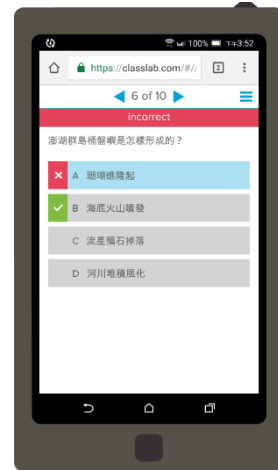 100% 下午3:52
https://classlab.com/#/
2
6 of 10
incorrect
澎湖群島桶盤嶼是怎樣形成的？
A 珊瑚礁隆起
B 海底火山噴發
C 流星殞石掉落
D 河川堆積風化